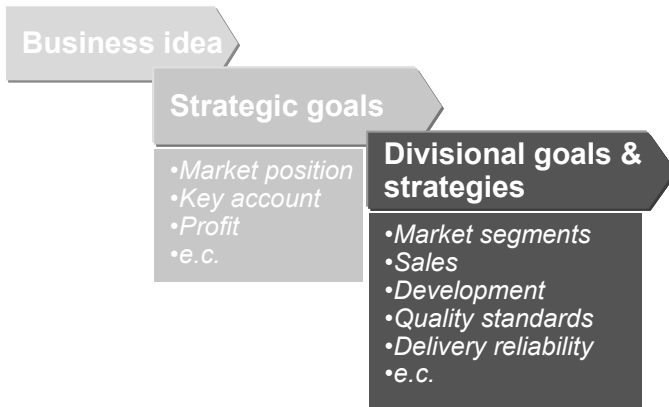 Business idea
Strategic goals
•Market position
•Key account
•Profit
•e.c.
Divisional goals &
strategies
•Market segments
•Sales
•Development
•Quality standards
•Delivery reliability
•e.c.